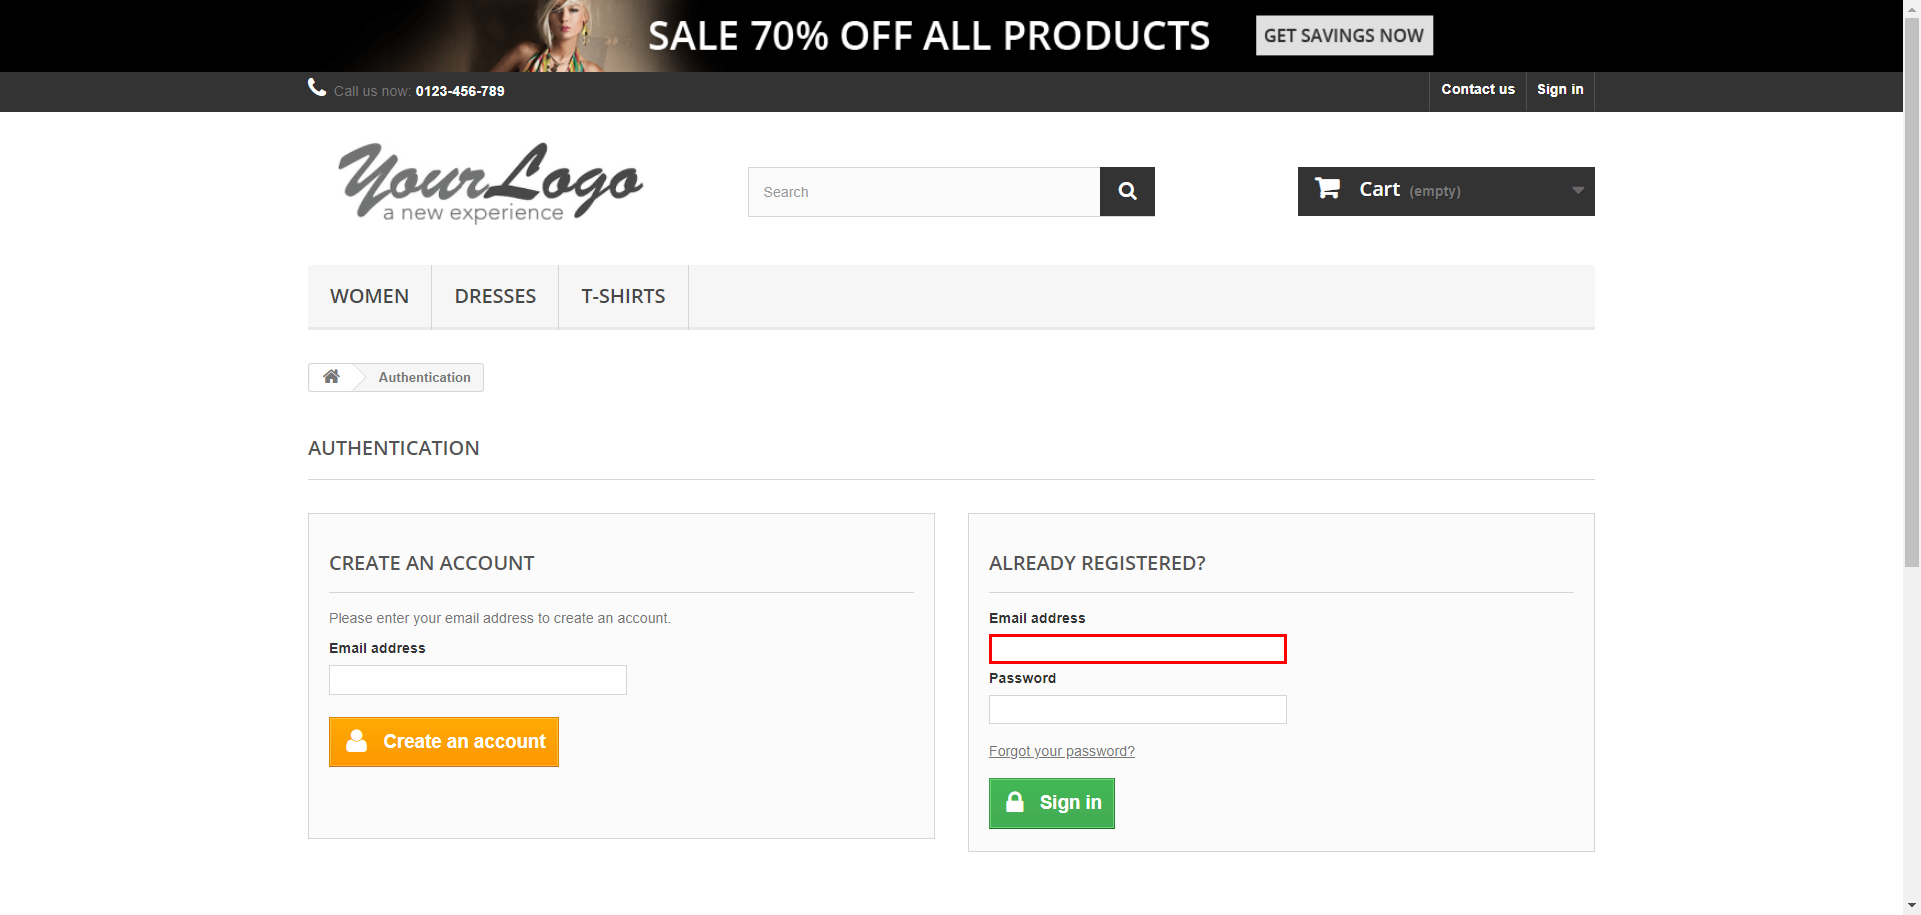 SALE 70% OFF ALL PRODUCTS GET SAVINGS NOW
Call us now: 0123-456-789 Contact us Sign in
YourLogo
a new experience
Search
Cart (empty)
WOMEN DRESSES T-SHIRTS
Authentication
AUTHENTICATION
CREATE AN ACCOUNT
Please enter your email address to create an account.
Email address
Create an account
ALREADY REGISTERED?
Email address
Password
Forgot your password?
Sign in